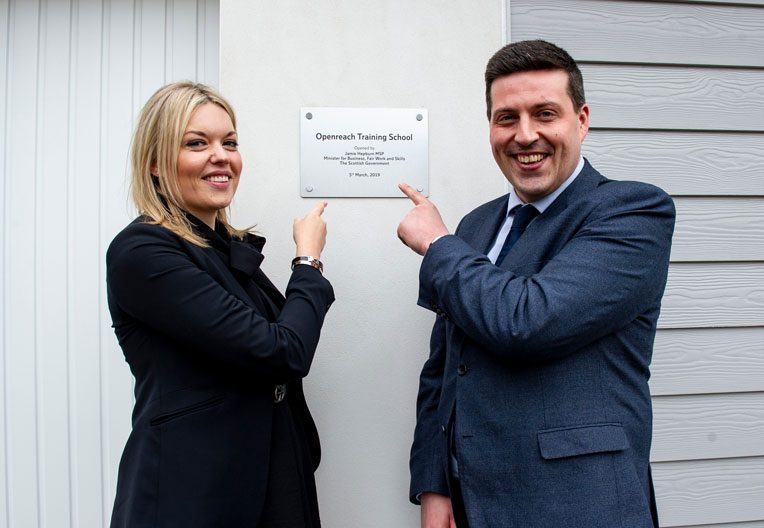 Openreach Training School
Opened by
Jamie Hepburn MSP
Minister for Business, Fair Work and Skills
The Scottish Government
5th March, 2019